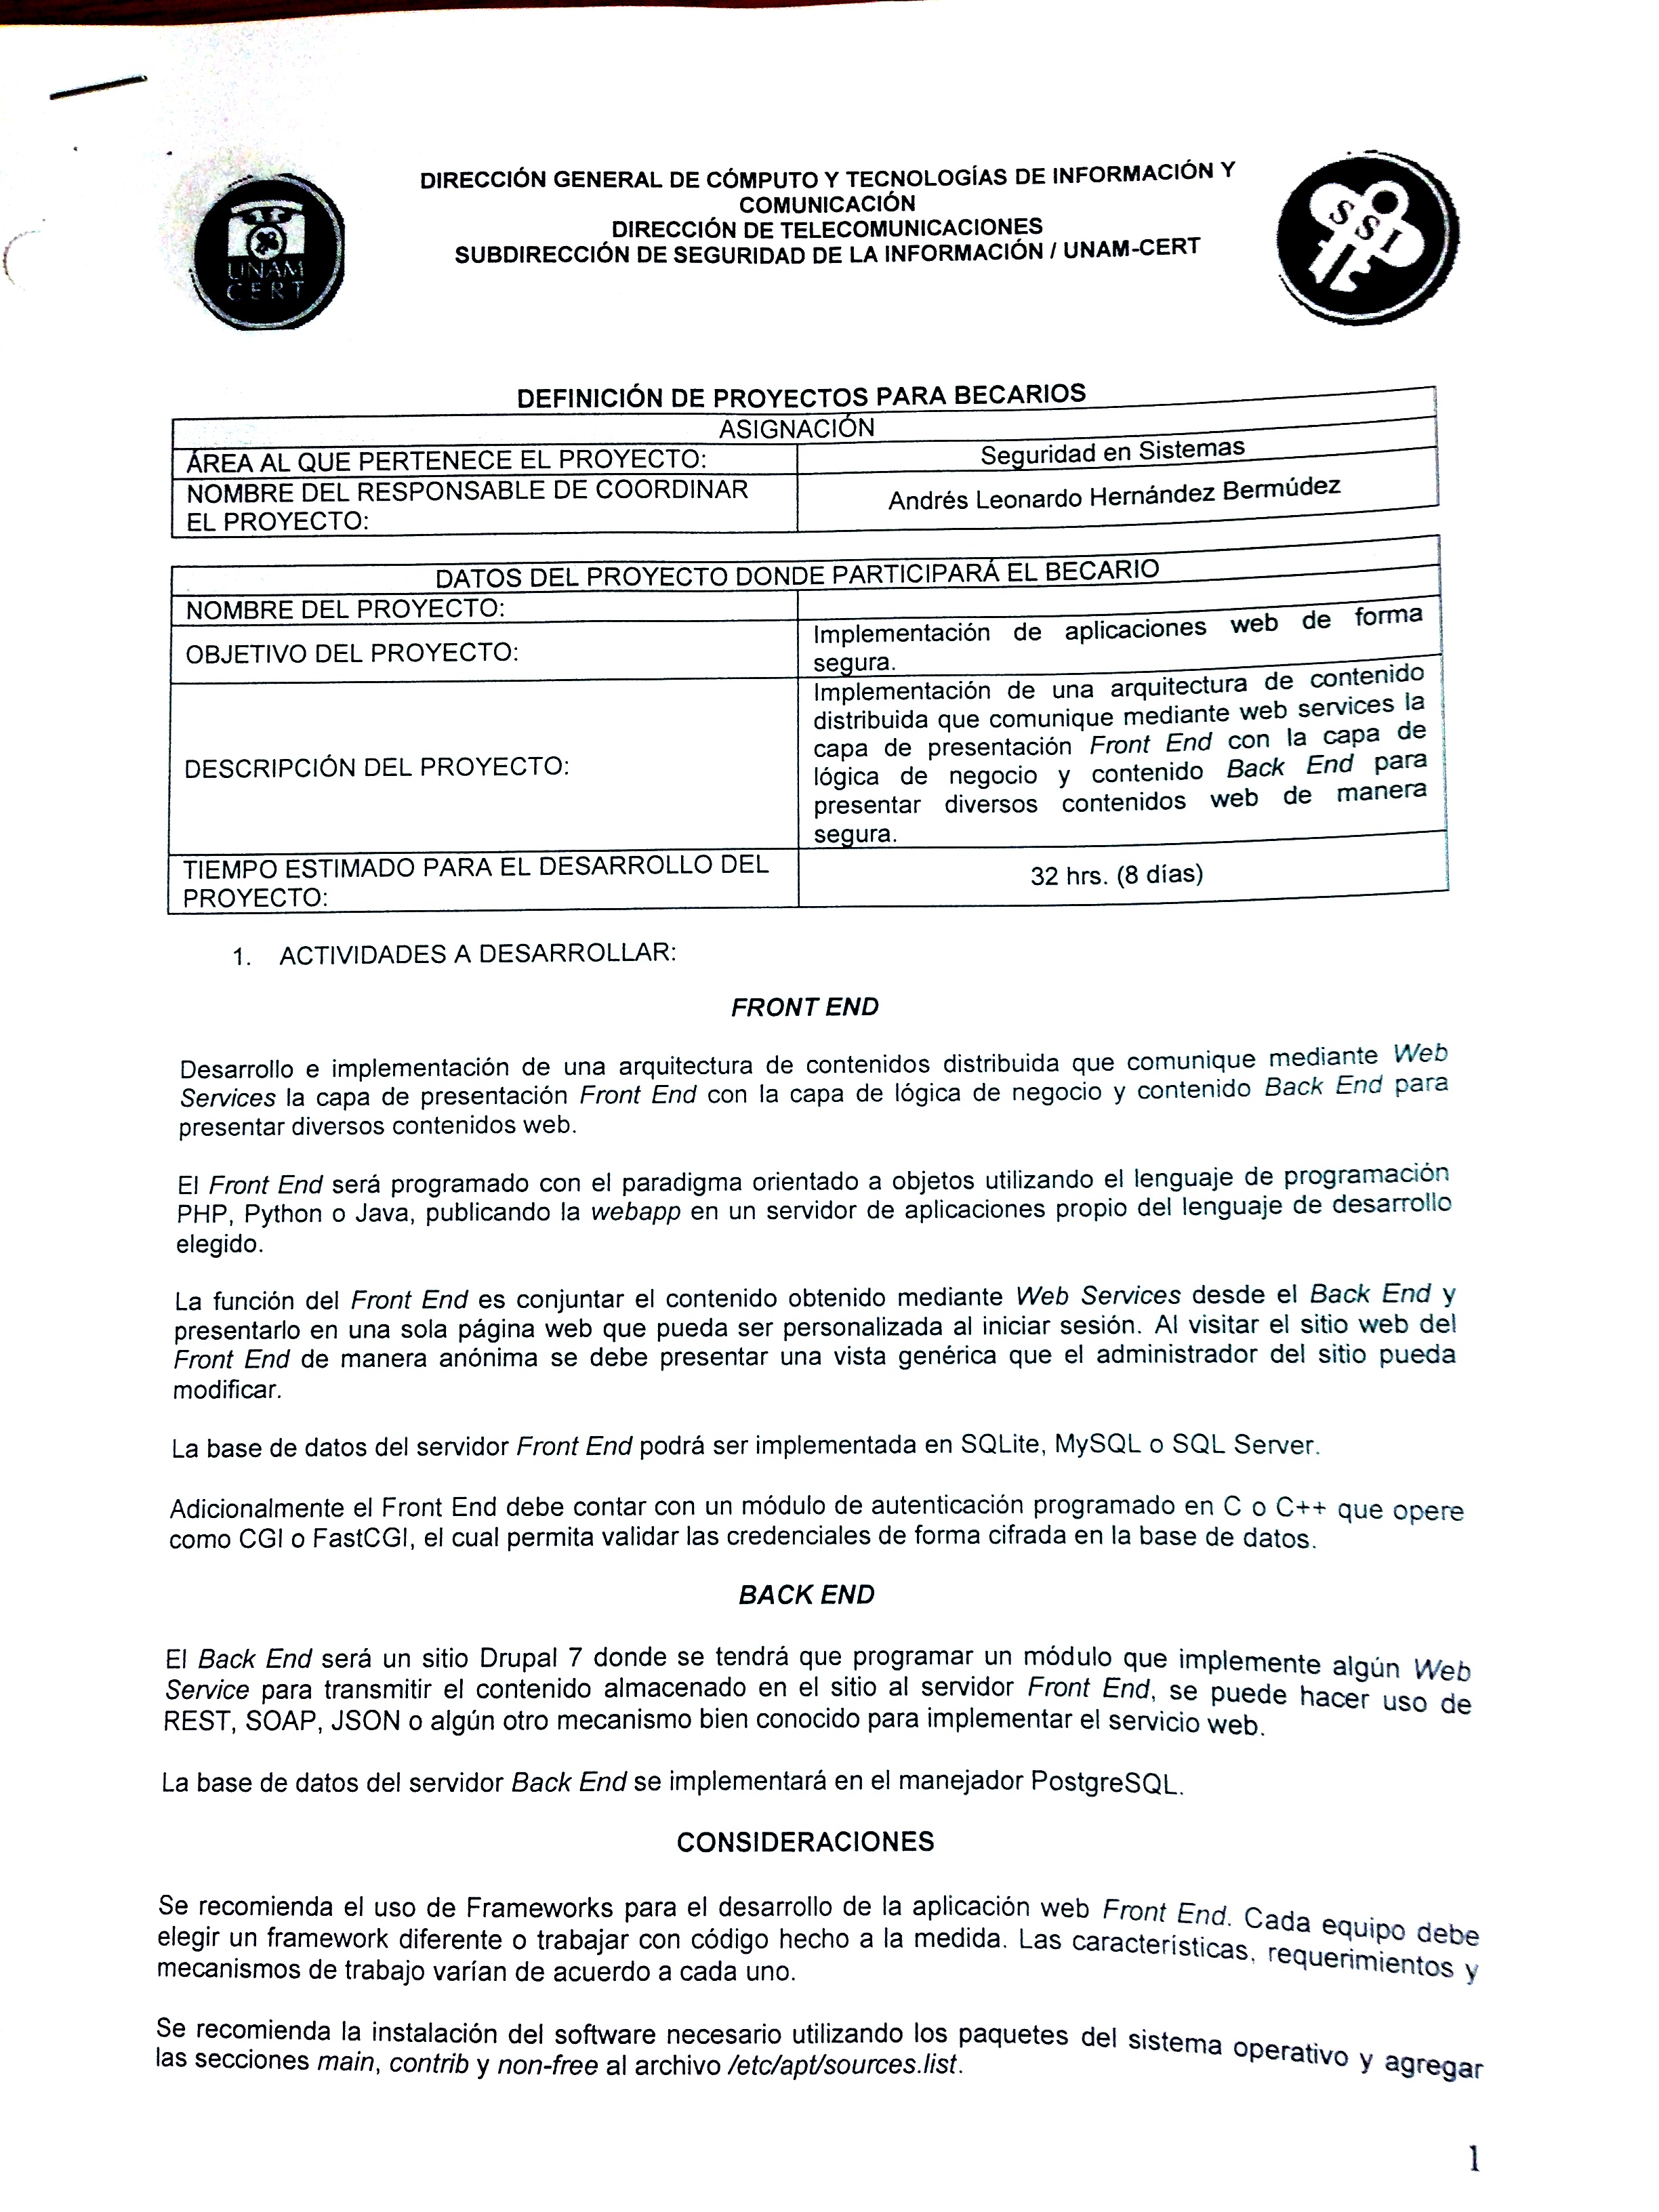 DIRECCIÓN GENERAL DE CÓMPUTO Y TECNOLOGÍAS DE INFORMACIÓN Y
COMUNICACIÓN
DIRECCIÓN DE TELECOMUNICACIONES
SUBDIRECCIÓN DE SEGURIDAD DE LA INFORMACIÓN / UNAM-CERT
UNAM
CERT
SSI
DEFINICIÓN DE PROYECTOS PARA BECARIOS
ASIGNACIÓN
ÁREA AL QUE PERTENECE EL PROYECTO:
Seguridad en Sistemas
NOMBRE DEL RESPONSABLE DE COORDINAR
EL PROYECTO:
Andrés Leonardo Hernández Bermúdez
DATOS DEL PROYECTO DONDE PARTICIPARÁ EL BECARIO
NOMBRE DEL PROYECTO:
OBJETIVO DEL PROYECTO:
Implementación de aplicaciones web de forma
segura.
DESCRIPCIÓN DEL PROYECTO:
Implementación de una arquitectura de contenido
distribuida que comunique mediante web services la
capa de presentación Front End con la capa de
lógica de negocio y contenido Back End para
presentar diversos contenidos web de manera
segura.
TIEMPO ESTIMADO PARA EL DESARROLLO DEL
PROYECTO:
32 hrs. (8 días)
1. ACTIVIDADES A DESARROLLAR:
FRONT END
Desarrollo e implementación de una arquitectura de contenidos distribuida que comunique mediante Web
Services la capa de presentación Front End con la capa de lógica de negocio y contenido Back End para
presentar diversos contenidos web.
El Front End será programado con el paradigma orientado a objetos utilizando el lenguaje de programación
PHP, Python o Java, publicando la webapp en un servidor de aplicaciones propio del lenguaje de desarrollo
elegido.
La función del Front End es conjuntar el contenido obtenido mediante Web Services desde el Back End y
presentarlo en una sola página web que pueda ser personalizada al iniciar sesión. Al visitar el sitio web del
Front End de manera anónima se debe presentar una vista genérica que el administrador del sitio pueda
modificar.
La base de datos del servidor Front End podrá ser implementada en SQLite, MySQL o SQL Server.
Adicionalmente el Front End debe contar con un módulo de autenticación programado en C o C++ que opere
como CGI o FastCGI, el cual permita validar las credenciales de forma cifrada en la base de datos.
BACK END
El Back End será un sitio Drupal 7 donde se tendrá que programar un módulo que implemente algún Web
Service para transmitir el contenido almacenado en el sitio al servidor Front End, se puede hacer uso de
REST, SOAP, JSON o algún otro mecanismo bien conocido para implementar el servicio web.
La base de datos del servidor Back End se implementará en el manejador PostgreSQL.
CONSIDERACIONES
Se recomienda el uso de Frameworks para el desarrollo de la aplicación web Front End. Cada equipo debe
elegir un framework diferente o trabajar con código hecho a la medida. Las características, requerimientos y
mecanismos de trabajo varían de acuerdo a cada uno.
Se recomienda la instalación del software necesario utilizando los paquetes del sistema operativo y agregar
las secciones main, contrib y non-free al archivo /etc/apt/sources.list.
1